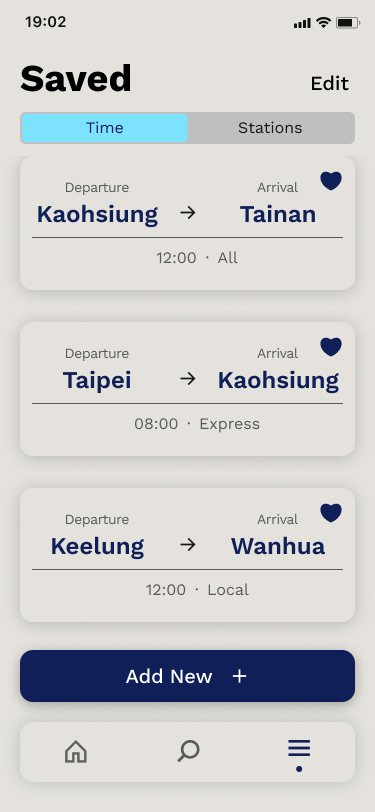 19:02
Saved
Edit
Time Stations
Departure Arrival
Kaohsiung → Tainan
12:00 · All
Departure Arrival
Taipei → Kaohsiung
08:00 · Express
Departure Arrival
Keelung → Wanhua
12:00 · Local
Add New +